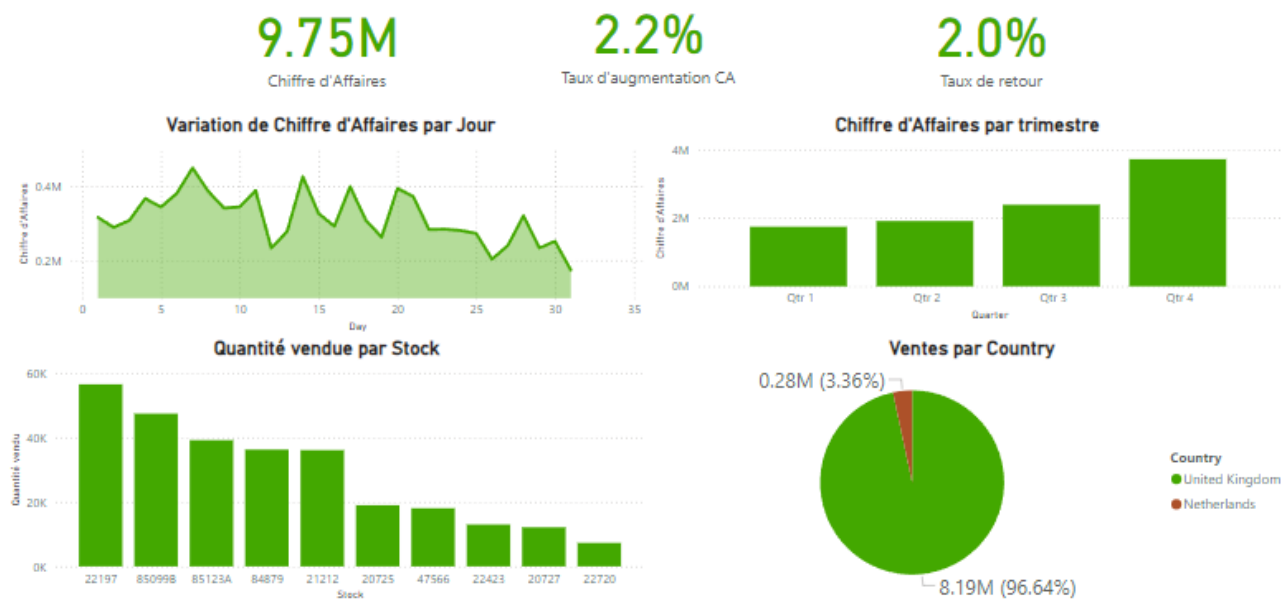 9.75M
Chiffre d'Affaires
2.2%
Taux d'augmentation CA
2.0%
Taux de retour
Variation de Chiffre d'Affaires par Jour
Chiffre d'Affaires
0.4M
0.2M
0 5 10 15 20 25 30 35
Day
Chiffre d'Affaires par trimestre
Chiffre d'Affaires
4M
2M
0M
Qtr 1 Qtr 2 Qtr 3 Qtr 4
Quarter
Quantité vendue par Stock
Quantité vendu
60K
40K
20K
0K
22197 85099B 85123A 84879 21212 20725 47566 22423 20727 22720
Stock
Ventes par Country
0.28M (3.36%)
8.19M (96.64%)
Country
United Kingdom
Netherlands